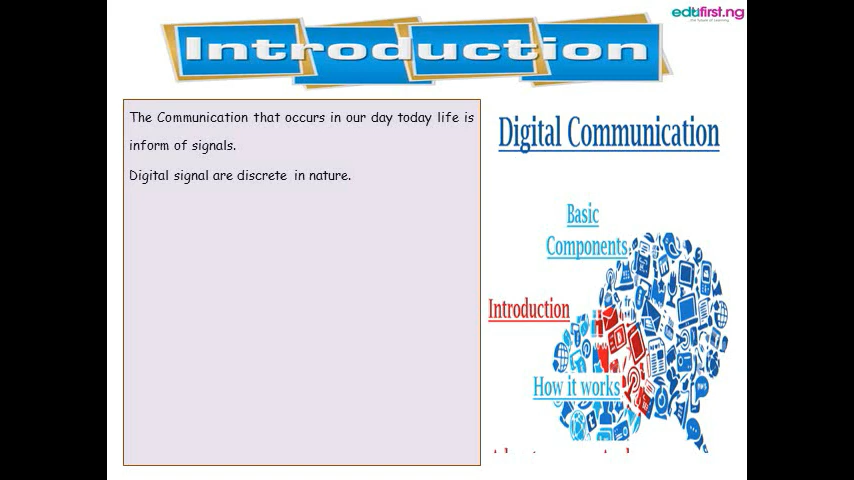 edufirst.ng
Introduction
The Communication that occurs in our day today life is
inform of signals.
Digital signal are discrete in nature.
Digital Communication
Basic
Components
Introduction
How it works